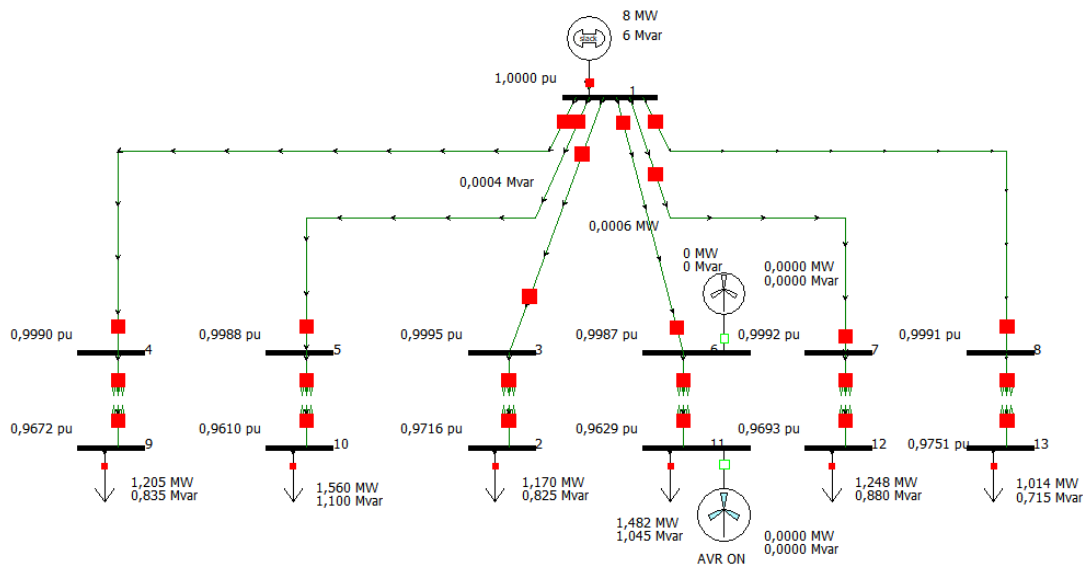 8 MW
6 Mvar
slack
1,0000 pu
1
0,0004 Mvar
0,0006 MW
0 MW
0 Mvar
0,0000 MW
0,0000 Mvar
0,9990 pu
4
0,9988 pu
5
0,9995 pu
3
0,9987 pu
6
0,9992 pu
7
0,9991 pu
8
0,9672 pu
9
0,9610 pu
10
0,9716 pu
2
0,9629 pu
11
0,9693 pu
12
0,9751 pu
13
1,205 MW
0,835 Mvar
1,560 MW
1,100 Mvar
1,170 MW
0,825 Mvar
1,482 MW
1,045 Mvar
0,0000 MW
0,0000 Mvar
1,248 MW
0,880 Mvar
1,014 MW
0,715 Mvar
AVR ON